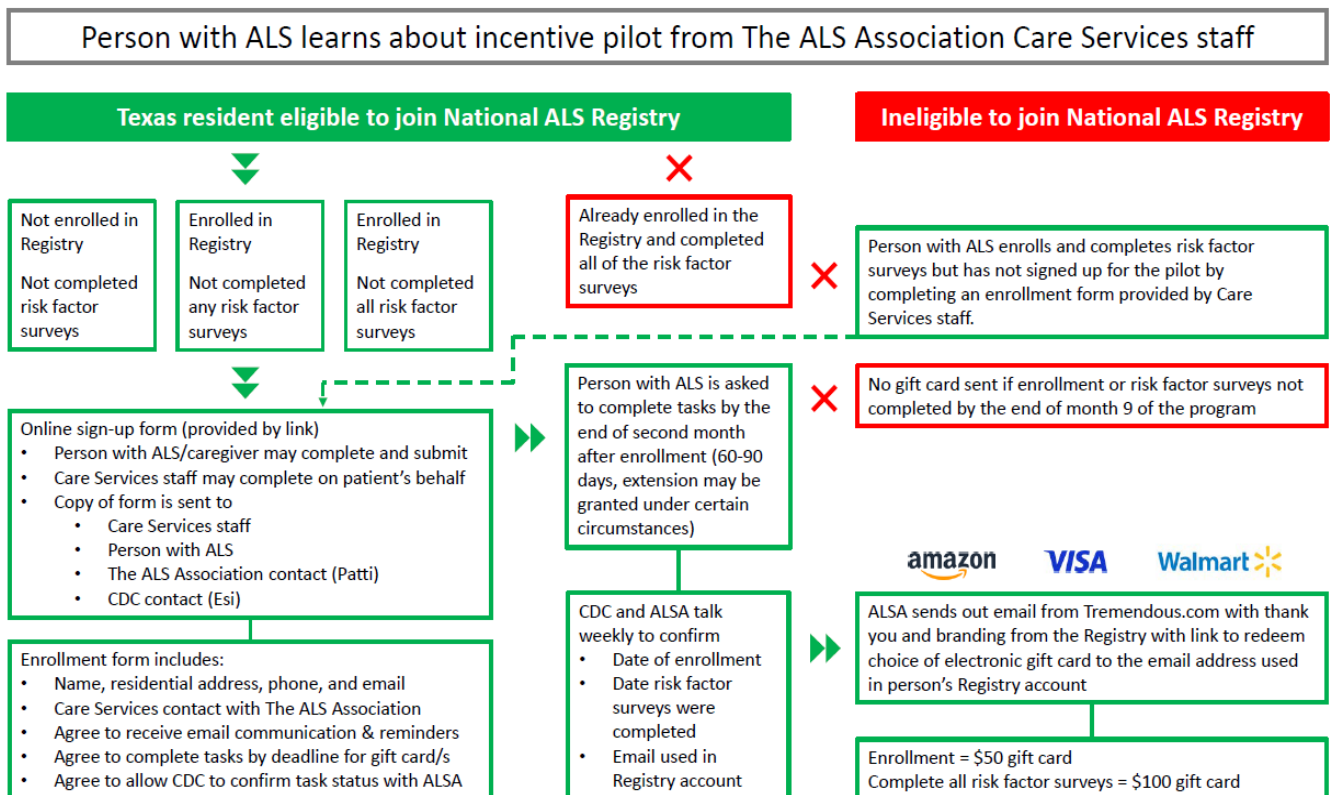 Person with ALS learns about incentive pilot from The ALS Association Care Services staff
Texas resident eligible to join National ALS Registry
Ineligible to join National ALS Registry
Not enrolled in
Registry
Not completed
risk factor
surveys
Enrolled in
Registry
Not completed
any risk factor
surveys
Enrolled in
Registry
Not completed
all risk factor
surveys
Already enrolled in the
Registry and completed
all of the risk factor
surveys
Person with ALS enrolls and completes risk factor
surveys but has not signed up for the pilot by
completing an enrollment form provided by Care
Services staff.
Online sign-up form (provided by link)
• Person with ALS/caregiver may complete and submit
• Care Services staff may complete on patient's behalf
• Copy of form is sent to
• Care Services staff
• Person with ALS
• The ALS Association contact (Patti)
• CDC contact (Esi)
Person with ALS is asked
to complete tasks by the
end of second month
after enrollment (60-90
days, extension may be
granted under certain
circumstances)
No gift card sent if enrollment or risk factor surveys not
completed by the end of month 9 of the program
Enrollment form includes:
• Name, residential address, phone, and email
• Care Services contact with The ALS Association
• Agree to receive email communication & reminders
• Agree to complete tasks by deadline for gift card/s
• Agree to allow CDC to confirm task status with ALSA
CDC and ALSA talk
weekly to confirm
• Date of enrollment
• Date risk factor
surveys were
completed
• Email used in
Registry account
amazon
VISA
Walmart
ALSA sends out email from Tremendous.com with thank
you and branding from the Registry with link to redeem
choice of electronic gift card to the email address used
in person's Registry account
Enrollment = $50 gift card
Complete all risk factor surveys = $100 gift card